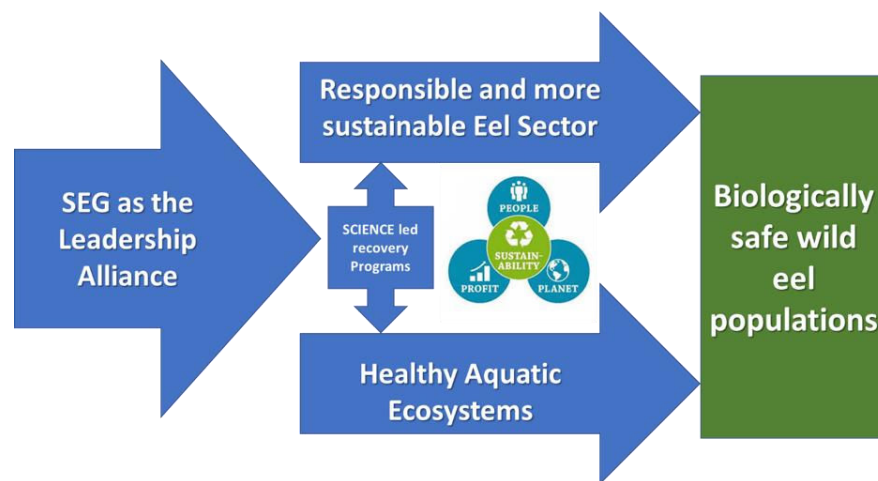 SEG as the
Leadership
Alliance
Responsible and more
sustainable Eel Sector
SCIENCE led
recovery
Programs
PEOPLE
SUSTAIN-
ABILITY
PROFIT
PLANET
Healthy Aquatic
Ecosystems
Biologically
safe wild
eel
populations